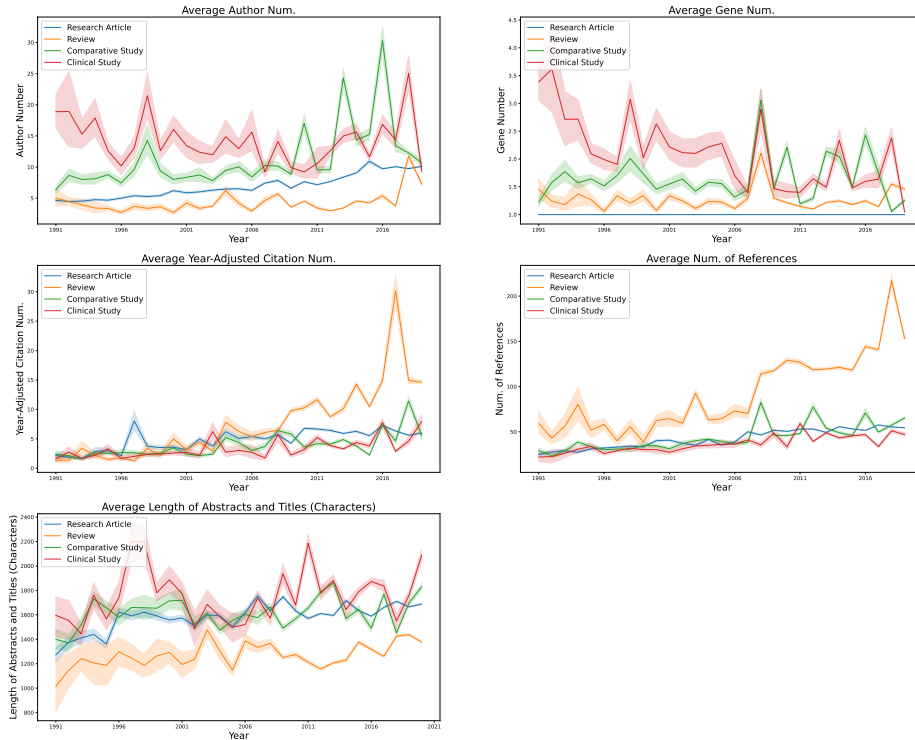 Average Author Num.
Research Article
Review
Comparative Study
Clinical Study
Author Number
30
25
20
15
10
5
1991 1996 2001 2006 2011 2016
Year
Average Gene Num.
Research Article
Review
Comparative Study
Clinical Study
Gene Number
4.5
4.0
3.5
3.0
2.5
2.0
1.5
1.0
1991 1996 2001 2006 2011 2016
Year
Average Year-Adjusted Citation Num.
Research Article
Review
Comparative Study
Clinical Study
Year-Adjusted Citation Num.
30
25
20
15
10
5
0
1991 1996 2001 2006 2011 2016
Year
Average Num. of References
Research Article
Review
Comparative Study
Clinical Study
Num. of References
200
150
100
50
0
1991 1996 2001 2006 2011 2016
Year
Average Length of Abstracts and Titles (Characters)
Research Article
Review
Comparative Study
Clinical Study
Length of Abstracts and Titles (Characters)
2400
2200
2000
1800
1600
1400
1200
1000
800
1991 1996 2001 2006 2011 2016 2021
Year